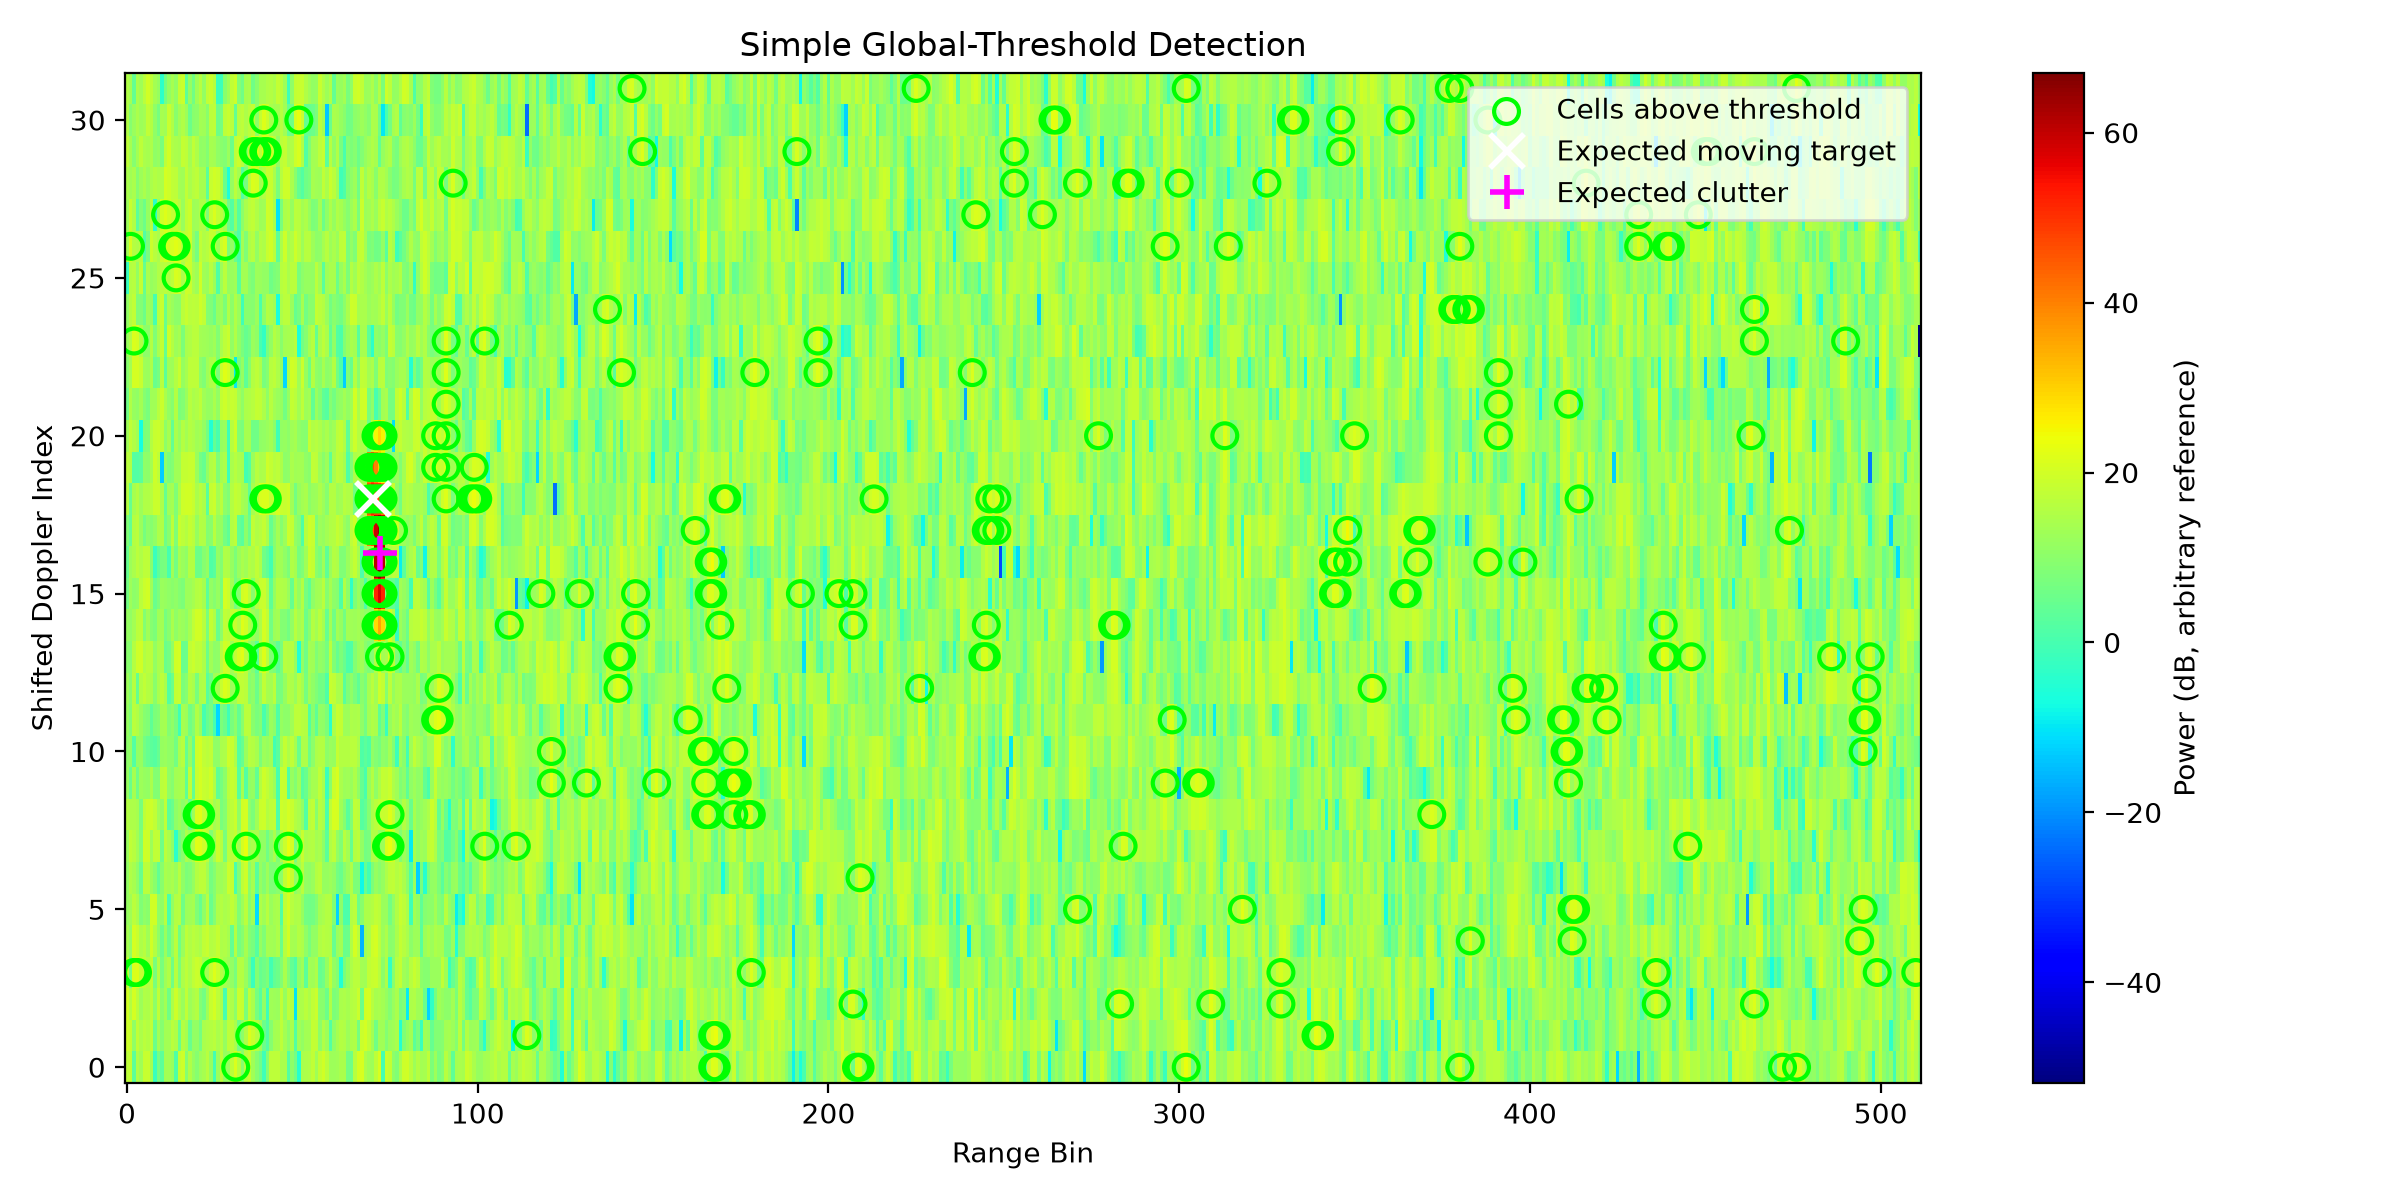 Simple Global-Threshold Detection
Cells above threshold
Expected moving target
Expected clutter
Shifted Doppler Index
30
25
20
15
10
5
0
0 100 200 300 400 500
Range Bin
60
40
20
0
−20
−40
Power (dB, arbitrary reference)